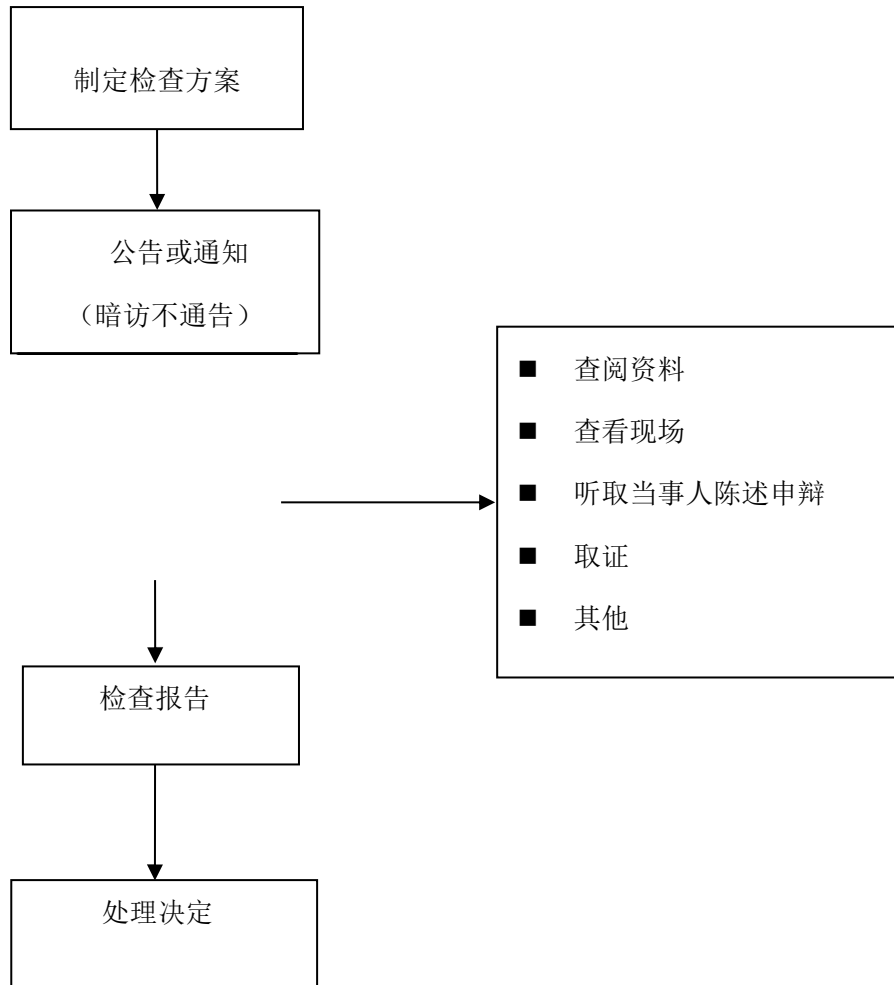 制定检查方案
公告或通知
（暗访不通告）
■ 查阅资料
■ 查看现场
■ 听取当事人陈述申辩
■ 取证
■ 其他
检查报告
处理决定